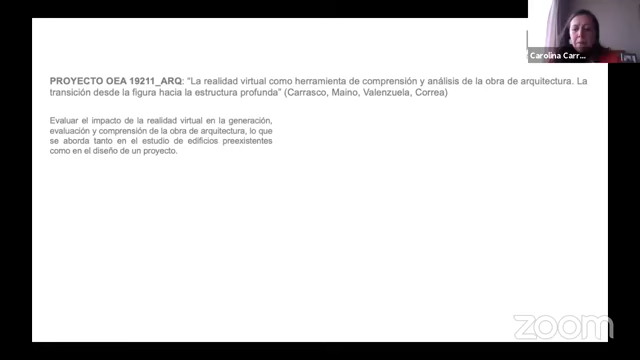 Carolina Carr...
PROYECTO OEA 19211_ARQ: "La realidad virtual como herramienta de comprensión y análisis de la obra de arquitectura. La
transición desde la figura hacia la estructura profunda" (Carrasco, Maino, Valenzuela, Correa)
Evaluar el impacto de la realidad virtual en la generación,
evaluación y comprensión de la obra de arquitectura, lo que
se aborda tanto en el estudio de edificios preexistentes
como en el diseño de un proyecto.
zoom